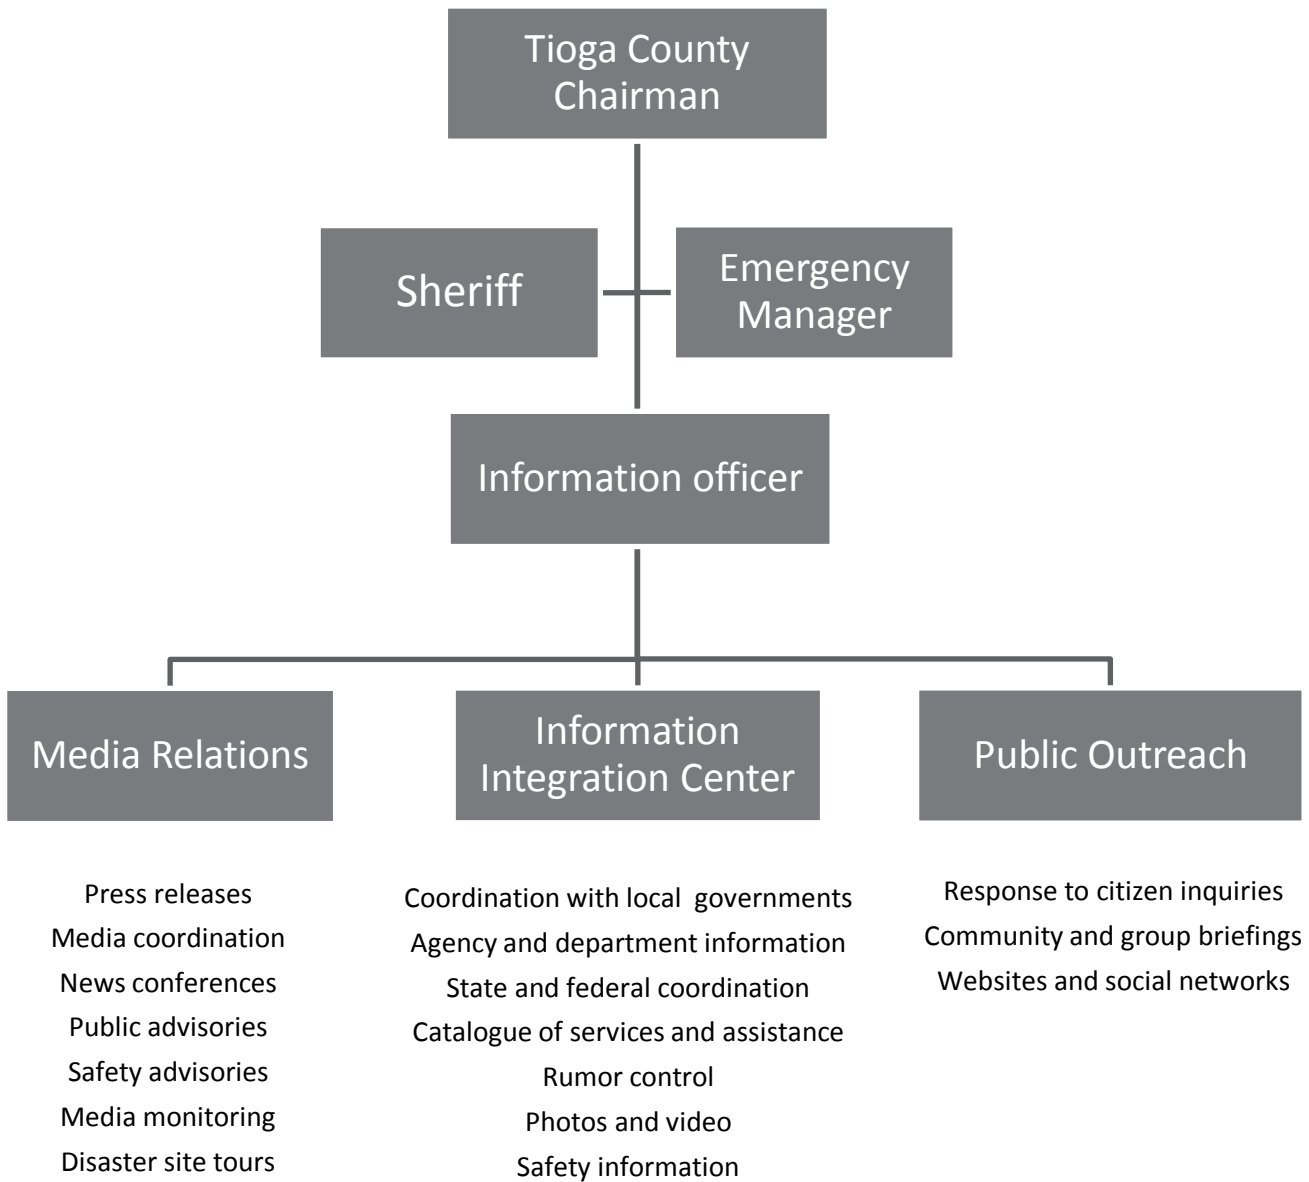 Tioga County
Chairman
Sheriff
Emergency
Manager
Information officer
Media Relations
Information
Integration Center
Public Outreach
Press releases
Media coordination
News conferences
Public advisories
Safety advisories
Media monitoring
Disaster site tours
Coordination with local governments
Agency and department information
State and federal coordination
Catalogue of services and assistance
Rumor control
Photos and video
Safety information
Response to citizen inquiries
Community and group briefings
Websites and social networks